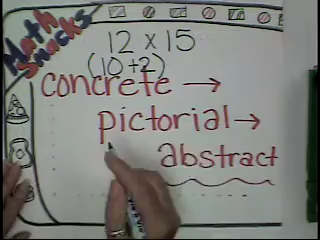 Math Snacks
12 x 15
(10 + 2)
concrete →
pictorial →
abstract